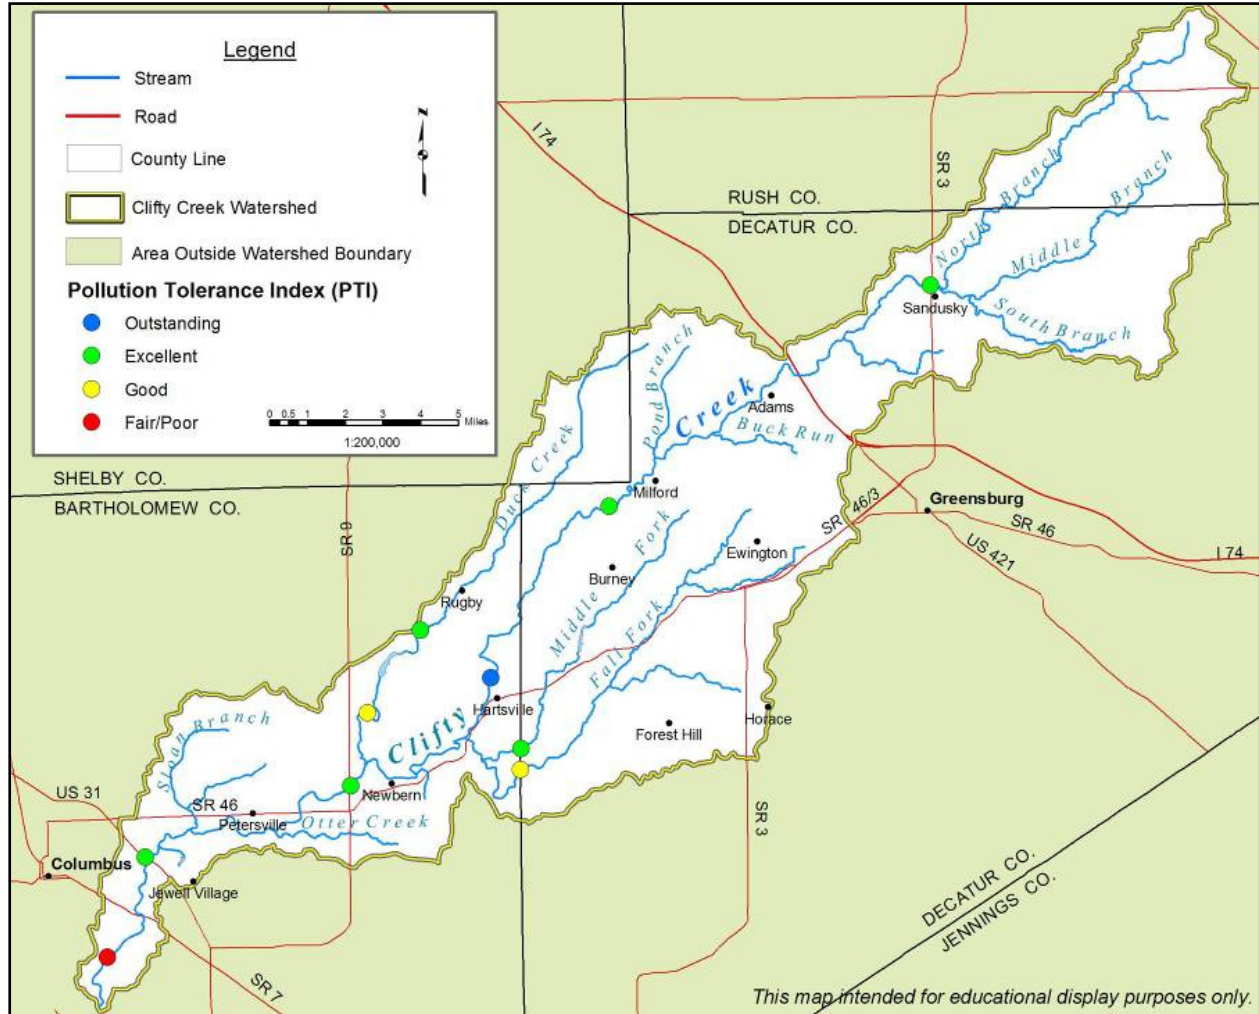 Legend
Stream
Road
County Line
Clifty Creek Watershed
Area Outside Watershed Boundary
Pollution Tolerance Index (PTI)
Outstanding
Excellent
Good
Fair/Poor
0 0.5 1 2 3 4 5 Miles
1:200,000
N
I 74
SR 3
RUSH CO.
DECATUR CO.
North Branch
Middle Branch
South Branch
Sandusky
Pond Branch
Creek
Adams
Buck Run
Duck Creek
SHELBY CO.
BARTHOLOMEW CO.
Milford
SR 46/3
Greensburg
SR 46
US 421
I 74
SR 9
Ewington
Burney
Middle Fork
Fall Fork
Rugby
Hartsville
Clifty
Forest Hill
Horace
Sloan Branch
Newbern
US 31
SR 46
Petersville
Otter Creek
SR 3
Columbus
Jewell Village
DECATUR CO.
JENNINGS CO.
SR 7
This map intended for educational display purposes only.